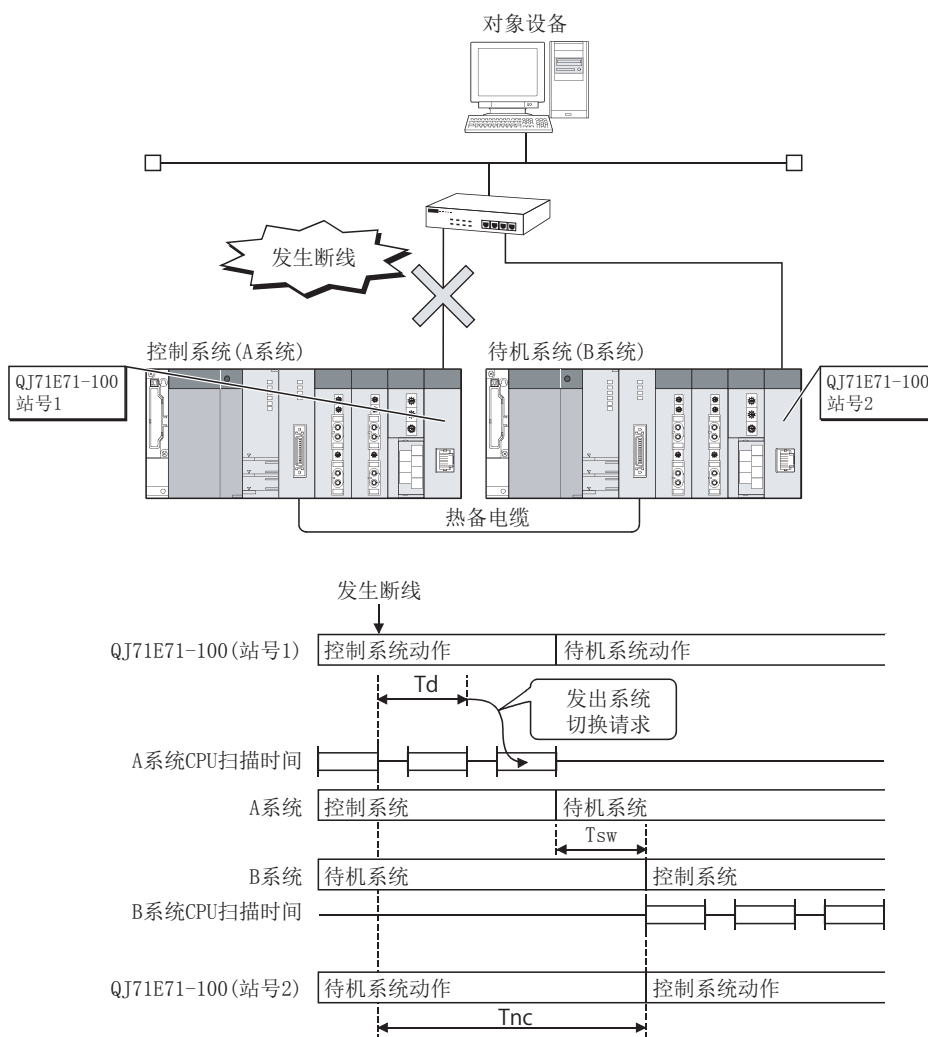 对象设备
发生断线
控制系统(A系统)
待机系统(B系统)
QJ71E71-100
站号1
QJ71E71-100
站号2
热备电缆
发生断线
QJ71E71-100(站号1)
控制系统动作
待机系统动作
Td
发出系统
切换请求
A系统CPU扫描时间
A系统
控制系统
待机系统
Tsw
B系统
待机系统
控制系统
B系统CPU扫描时间
QJ71E71-100(站号2)
待机系统动作
控制系统动作
Tnc